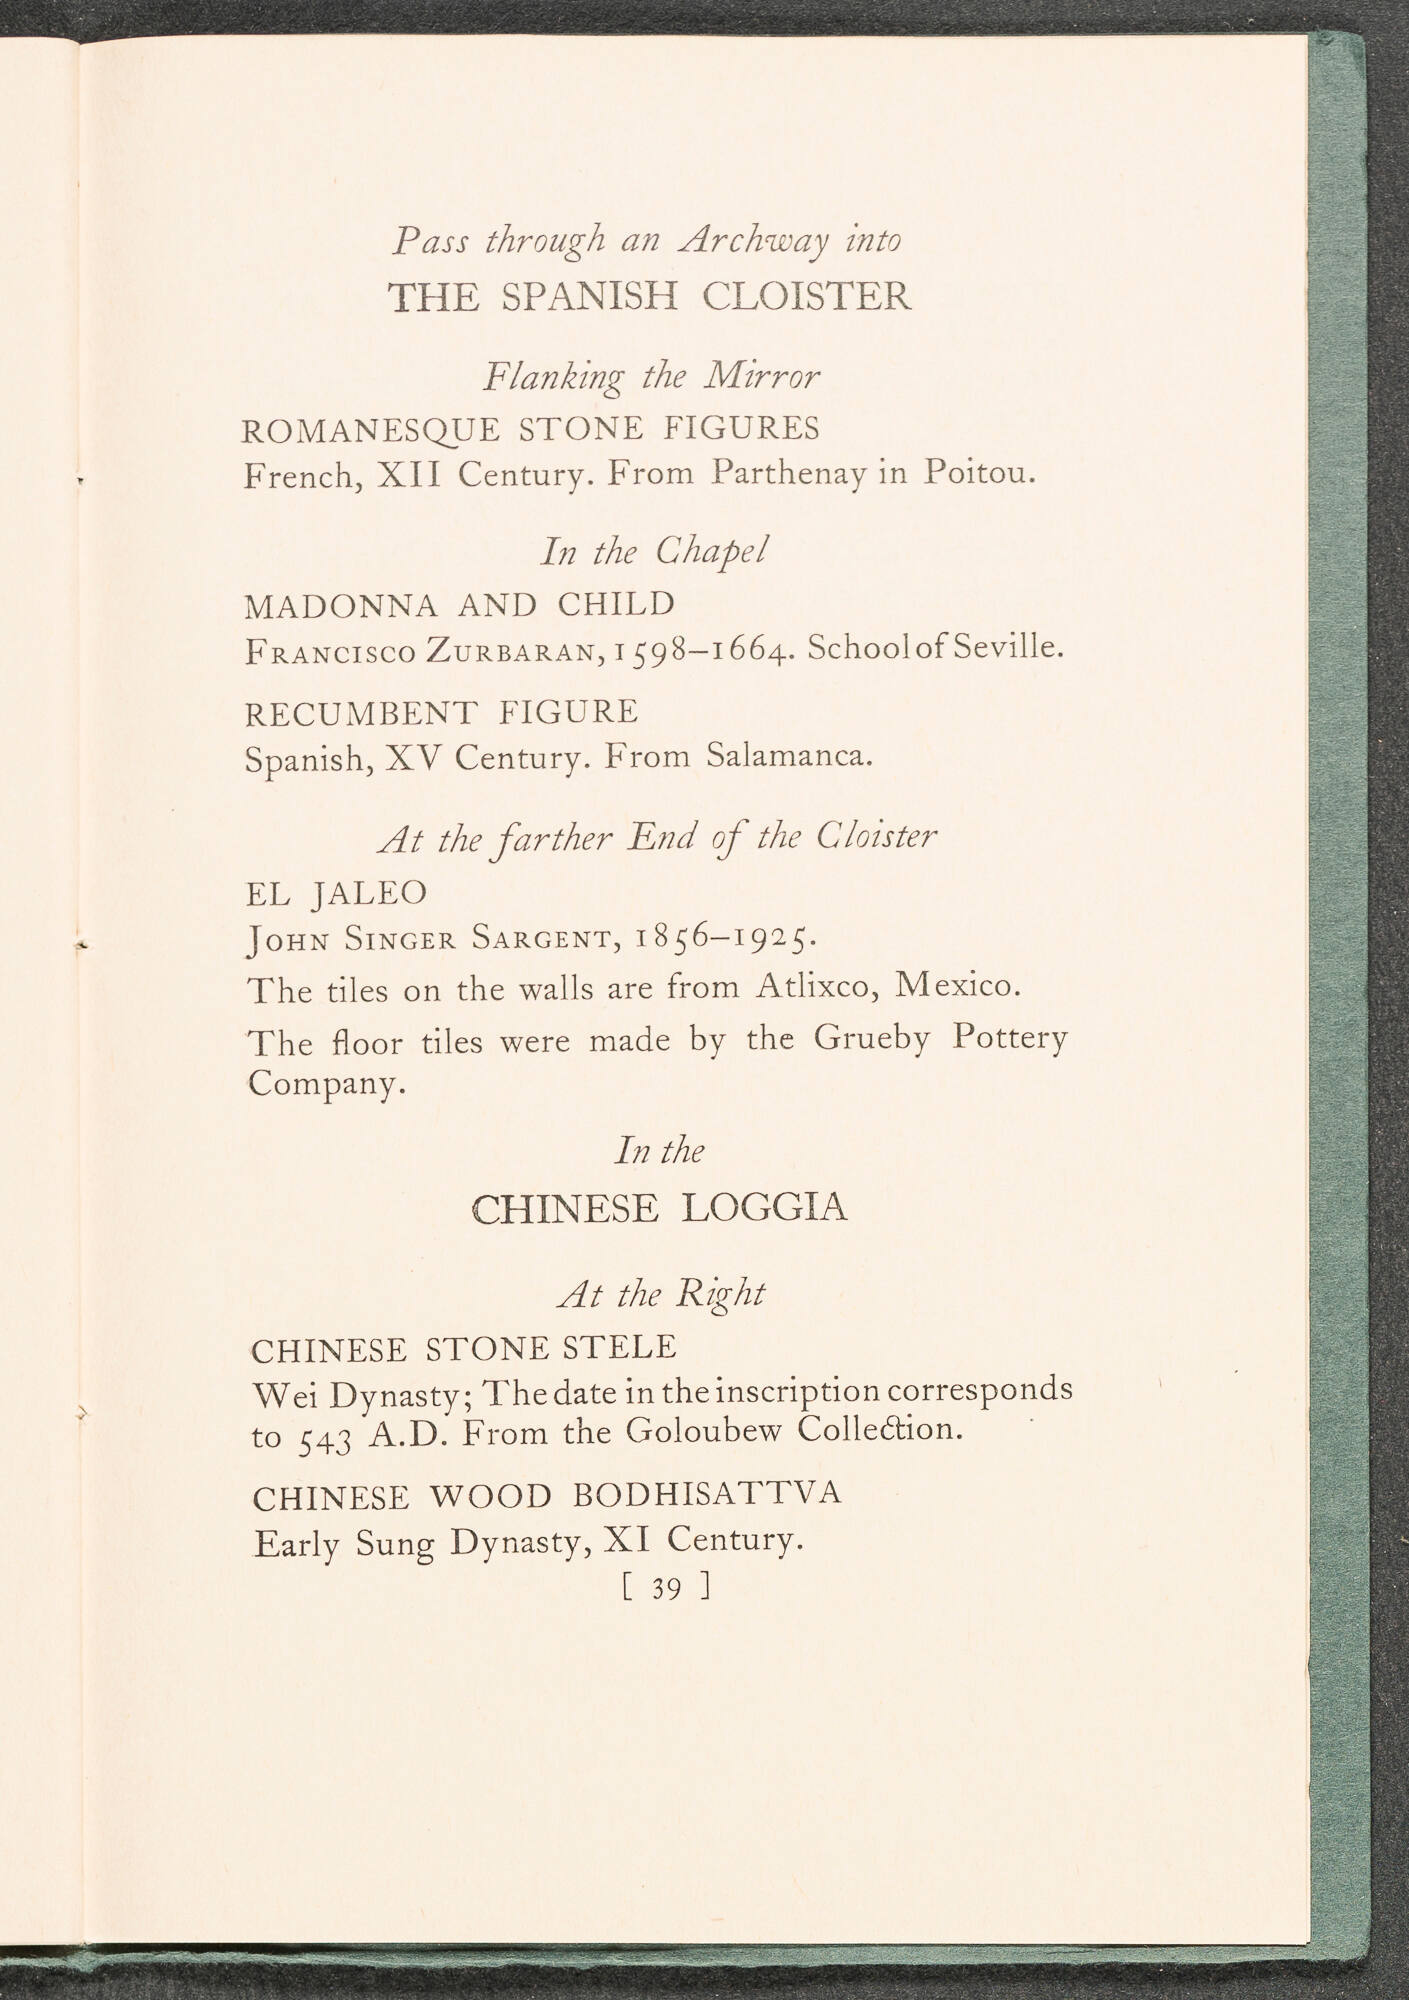 Pass through an Archway into
THE SPANISH CLOISTER
Flanking the Mirror
ROMANESQUE STONE FIGURES
French, XII Century. From Parthenay in Poitou.
In the Chapel
MADONNA AND CHILD
FRANCISCO ZURBARAN, 1598–1664. School of Seville.
RECUMBENT FIGURE
Spanish, XV Century. From Salamanca.
At the farther End of the Cloister
EL JALEO
JOHN SINGER SARGENT, 1856–1925.
The tiles on the walls are from Atlixco, Mexico.
The floor tiles were made by the Grueby Pottery
Company.
In the
CHINESE LOGGIA
At the Right
CHINESE STONE STELE
Wei Dynasty; The date in the inscription corresponds
to 543 A.D. From the Goloubew Collection.
CHINESE WOOD BODHISATTVA
Early Sung Dynasty, XI Century.
[ 39 ]